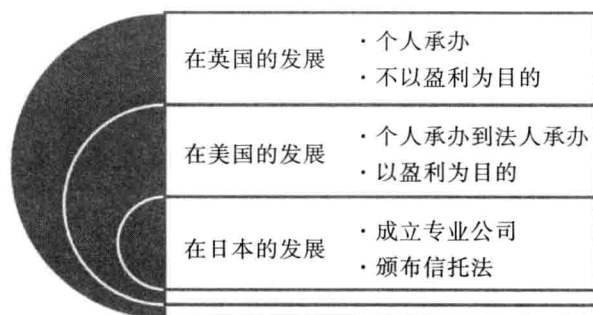 在英国的发展
· 个人承办
· 不以盈利为目的
在美国的发展
· 个人承办到法人承办
· 以盈利为目的
在日本的发展
· 成立专业公司
· 颁布信托法